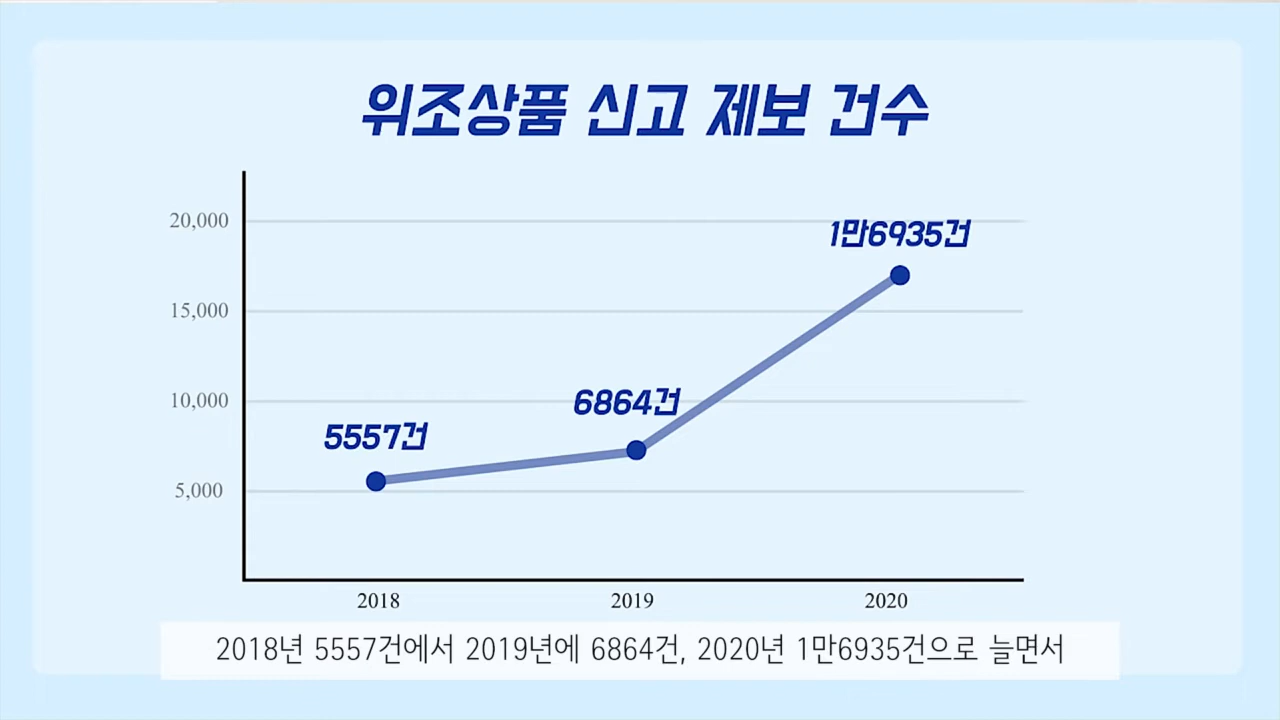 위조상품 신고 제보 건수
20,000
1만6935건
15,000
10,000
6864건
5557건
5,000
2018
2019
2020
2018년 5557건에서 2019년에 6864건, 2020년 1만6935건으로 늘면서